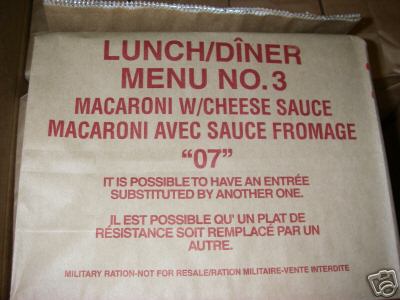 LUNCH/DÎNER
MENU NO. 3
MACARONI W/CHEESE SAUCE
MACARONI AVEC SAUCE FROMAGE
"07"
IT IS POSSIBLE TO HAVE AN ENTRÉE
SUBSTITUTED BY ANOTHER ONE.
IL EST POSSIBLE QU' UN PLAT DE
RÉSISTANCE SOIT REMPLACÉ PAR UN
AUTRE.
MILITARY RATION-NOT FOR RESALE/RATION MILITAIRE-VENTE INTERDITE